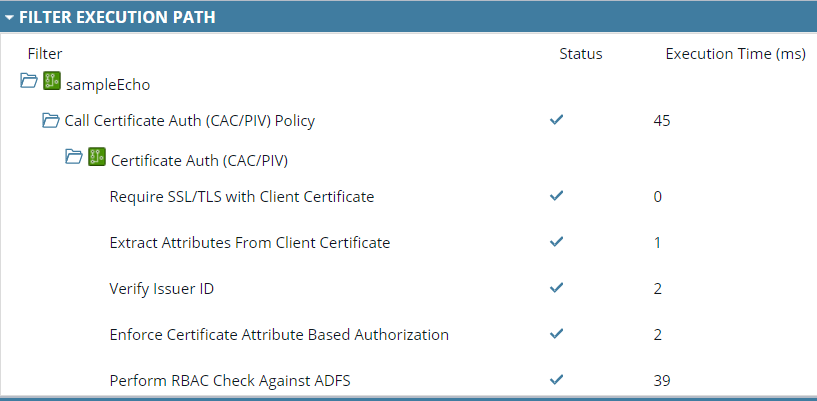 FILTER EXECUTION PATH
Filter Status Execution Time (ms)
sampleEcho
Call Certificate Auth (CAC/PIV) Policy 45
Certificate Auth (CAC/PIV)
Require SSL/TLS with Client Certificate 0
Extract Attributes From Client Certificate 1
Verify Issuer ID 2
Enforce Certificate Attribute Based Authorization 2
Perform RBAC Check Against ADFS 39